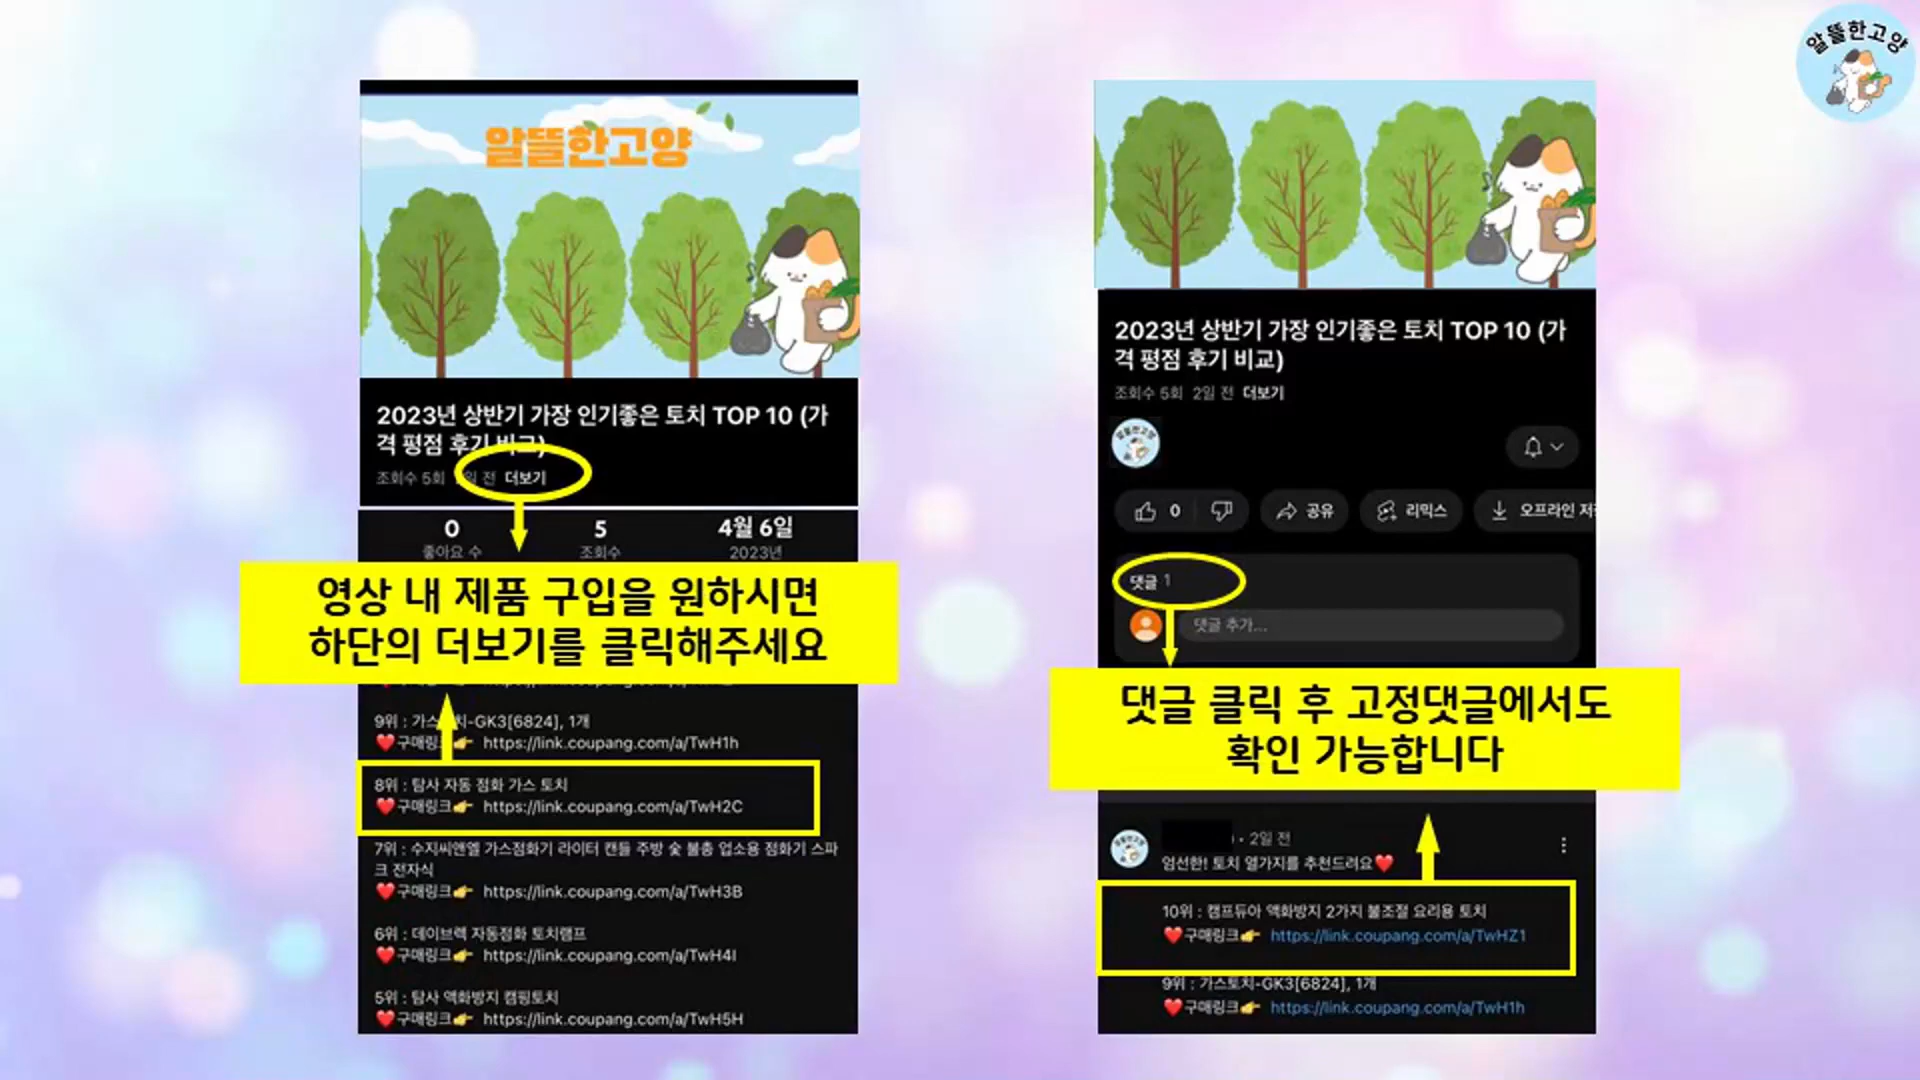 알뜰한고양
알뜰한고양
2023년 상반기 가장 인기좋은 토치 TOP 10 (가
격 평점 후기 비교)
조회수 5회 일 전 더보기
0
좋아요 수
5
조회수
4월 6일
2023년
영상 내 제품 구입을 원하시면
하단의 더보기를 클릭해주세요
9위 : 가스토치-GK3[6824], 1개
❤️구매링크👉 https://link.coupang.com/a/TwH1h
8위 : 탐사 자동 점화 가스 토치
❤️구매링크👉 https://link.coupang.com/a/TwH2C
7위 : 수지씨앤엘 가스점화기 라이터 캔들 주방 숯 불총 업소용 점화기 스파
크 전자식
❤️구매링크👉 https://link.coupang.com/a/TwH3B
6위 : 데이브렉 자동점화 토치램프
❤️구매링크👉 https://link.coupang.com/a/TwH4I
5위 : 탐사 액화방지 캠핑토치
❤️구매링크👉 https://link.coupang.com/a/TwH5H
2023년 상반기 가장 인기좋은 토치 TOP 10 (가
격 평점 후기 비교)
조회수 5회 2일 전 더보기
알뜰한고양
0
공유
리믹스
오프라인 저
댓글 1
댓글 추가...
댓글 클릭 후 고정댓글에서도
확인 가능합니다
알뜰한고양
• 2일 전
엄선한! 토치 열가지를 추천드려요❤️
10위 : 캠프듀아 액화방지 2가지 불조절 요리용 토치
❤️구매링크👉 https://link.coupang.com/a/TwHZ1
9위 : 가스토치-GK3[6824], 1개
❤️구매링크👉 https://link.coupang.com/a/TwH1h